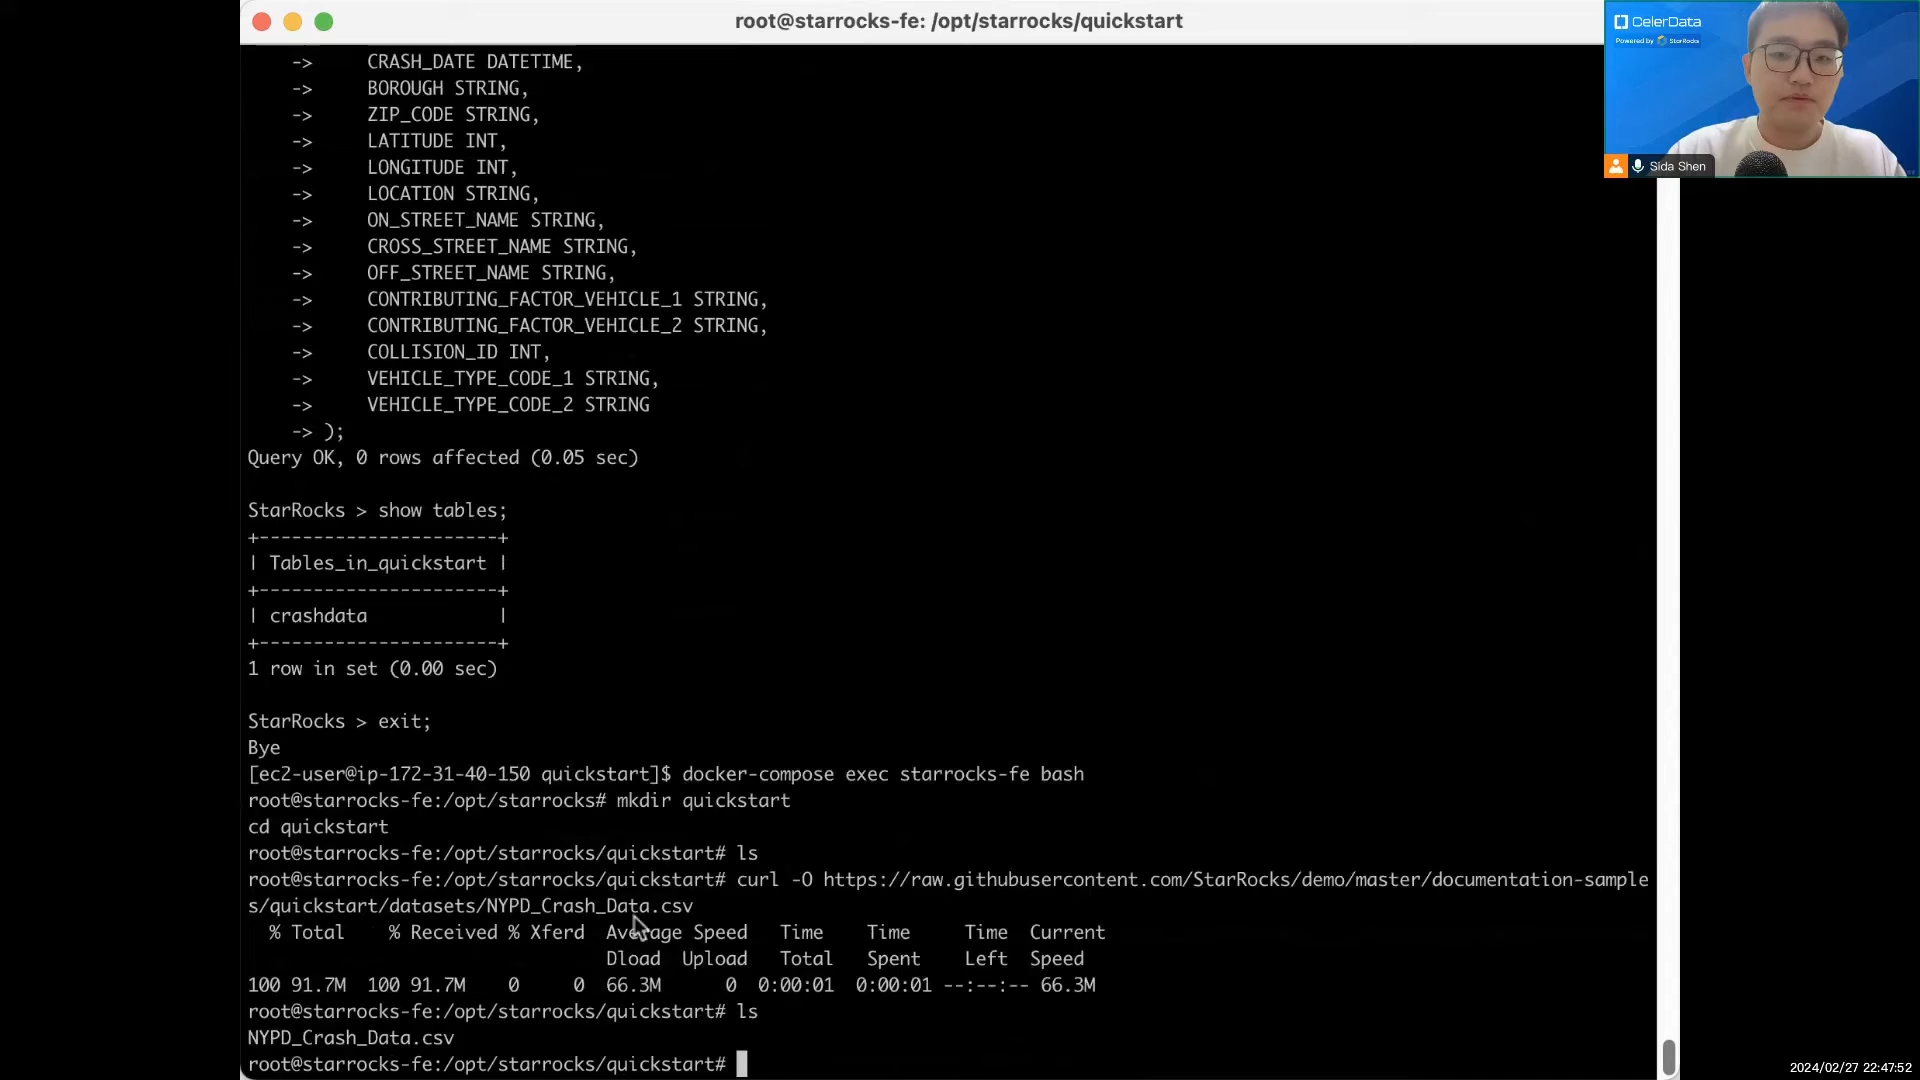 root@starrocks-fe: /opt/starrocks/quickstart
CelerData
Powered by StarRocks
Sida Shen
-> CRASH_DATE DATETIME,
-> BOROUGH STRING,
-> ZIP_CODE STRING,
-> LATITUDE INT,
-> LONGITUDE INT,
-> LOCATION STRING,
-> ON_STREET_NAME STRING,
-> CROSS_STREET_NAME STRING,
-> OFF_STREET_NAME STRING,
-> CONTRIBUTING_FACTOR_VEHICLE_1 STRING,
-> CONTRIBUTING_FACTOR_VEHICLE_2 STRING,
-> COLLISION_ID INT,
-> VEHICLE_TYPE_CODE_1 STRING,
-> VEHICLE_TYPE_CODE_2 STRING
-> );
Query OK, 0 rows affected (0.05 sec)
StarRocks > show tables;
+----------------------+
| Tables_in_quickstart |
+----------------------+
| crashdata |
+----------------------+
1 row in set (0.00 sec)
StarRocks > exit;
Bye
[ec2-user@ip-172-31-40-150 quickstart]$ docker-compose exec starrocks-fe bash
root@starrocks-fe:/opt/starrocks# mkdir quickstart
cd quickstart
root@starrocks-fe:/opt/starrocks/quickstart# ls
root@starrocks-fe:/opt/starrocks/quickstart# curl -O https://raw.githubusercontent.com/StarRocks/demo/master/documentation-sample
s/quickstart/datasets/NYPD_Crash_Data.csv
% Total % Received % Xferd Average Speed Time Time Time Current
Dload Upload Total Spent Left Speed
100 91.7M 100 91.7M 0 0 66.3M 0 0:00:01 0:00:01 --:--:-- 66.3M
root@starrocks-fe:/opt/starrocks/quickstart# ls
NYPD_Crash_Data.csv
root@starrocks-fe:/opt/starrocks/quickstart#
2024/02/27 22:47:52